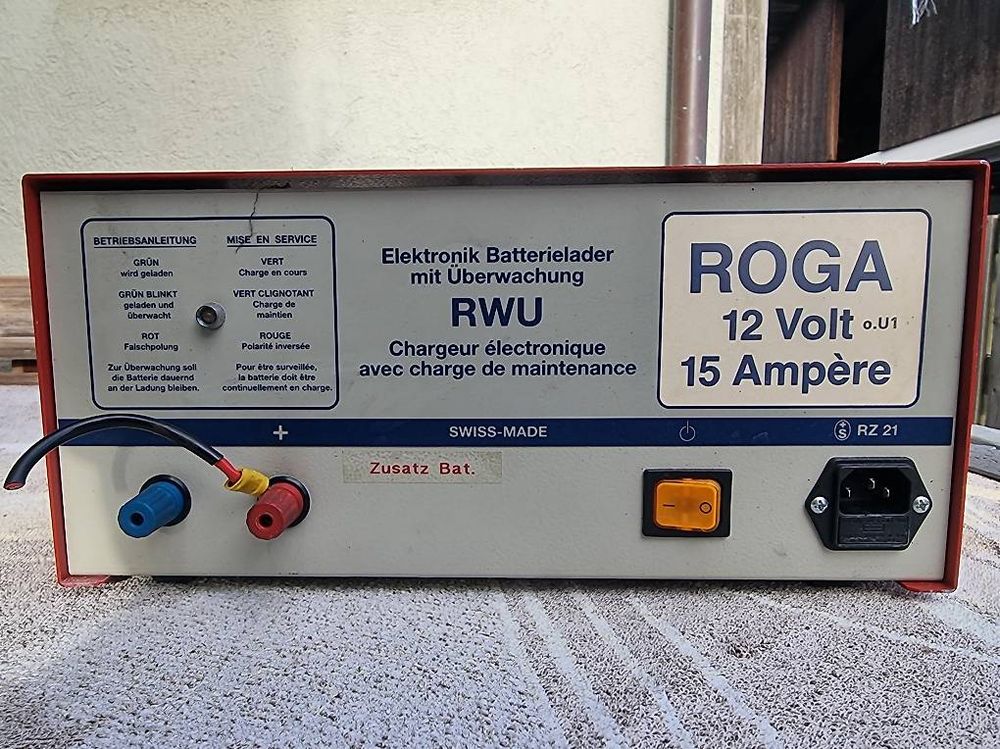 BETRIEBSANLEITUNG
GRÜN
wird geladen
GRÜN BLINKT
geladen und
überwacht
ROT
Falschpolung
Zur Überwachung soll
die Batterie dauernd
an der Ladung bleiben.
MISE EN SERVICE
VERT
Charge en cours
VERT CLIGNOTANT
Charge de
maintien
ROUGE
Polarité inversée
Pour être surveillée,
la batterie doit être
continuellement en charge.
Elektronik Batterielader
mit Überwachung
RWU
Chargeur électronique
avec charge de maintenance
ROGA
12 Volt o.U1
15 Ampère
+
SWISS-MADE
+S RZ 21
Zusatz Bat.